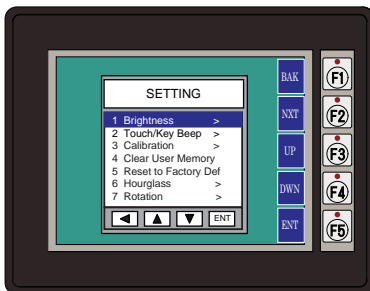 SETTING
1 Brightness >
2 Touch/Key Beep >
3 Calibration >
4 Clear User Memory
5 Reset to Factory Def
6 Hourglass >
7 Rotation >
ENT
BAK
NXT
UP
DWN
ENT
F1
F2
F3
F4
F5